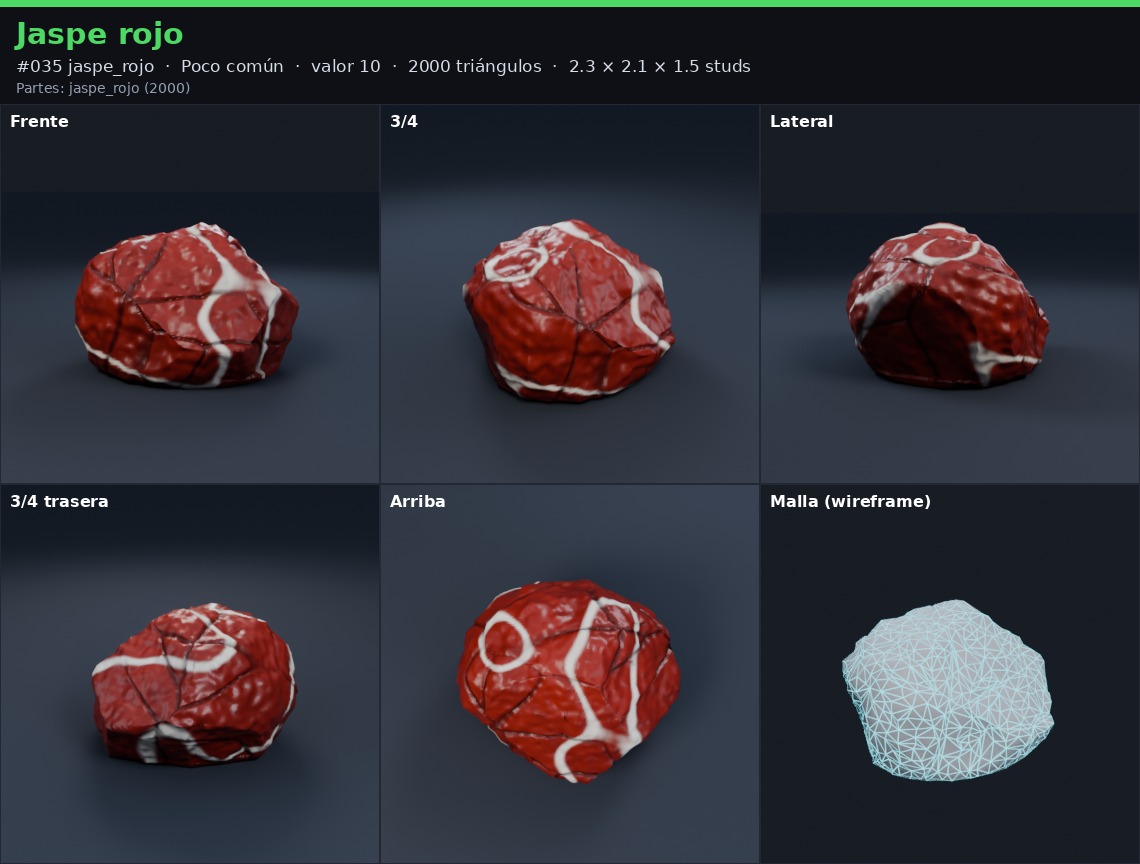 Jaspe rojo
#035 jaspe_rojo · Poco común · valor 10 · 2000 triángulos · 2.3 × 2.1 × 1.5 studs
Partes: jaspe_rojo (2000)
Frente
3/4
Lateral
3/4 trasera
Arriba
Malla (wireframe)